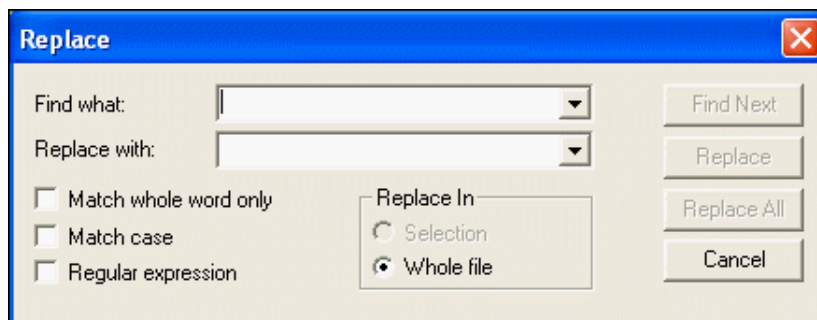 Replace
Find what:
Find Next
Replace with:
Replace
Match whole word only
Replace In
Replace All
Match case
Selection
Regular expression
Whole file
Cancel